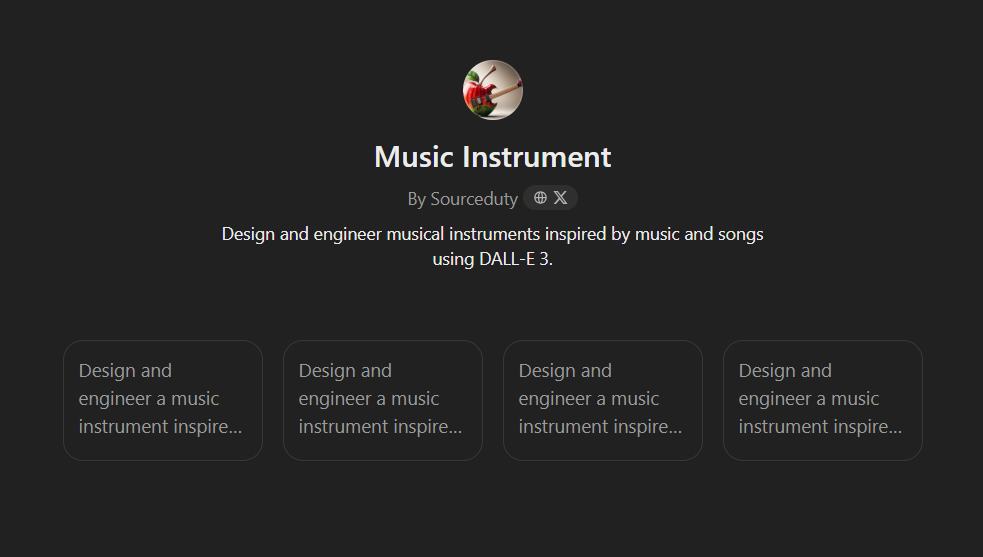 Music Instrument
By Sourceduty
Design and engineer musical instruments inspired by music and songs
using DALL-E 3.
Design and
engineer a music
instrument inspire...
Design and
engineer a music
instrument inspire...
Design and
engineer a music
instrument inspire...
Design and
engineer a music
instrument inspire...